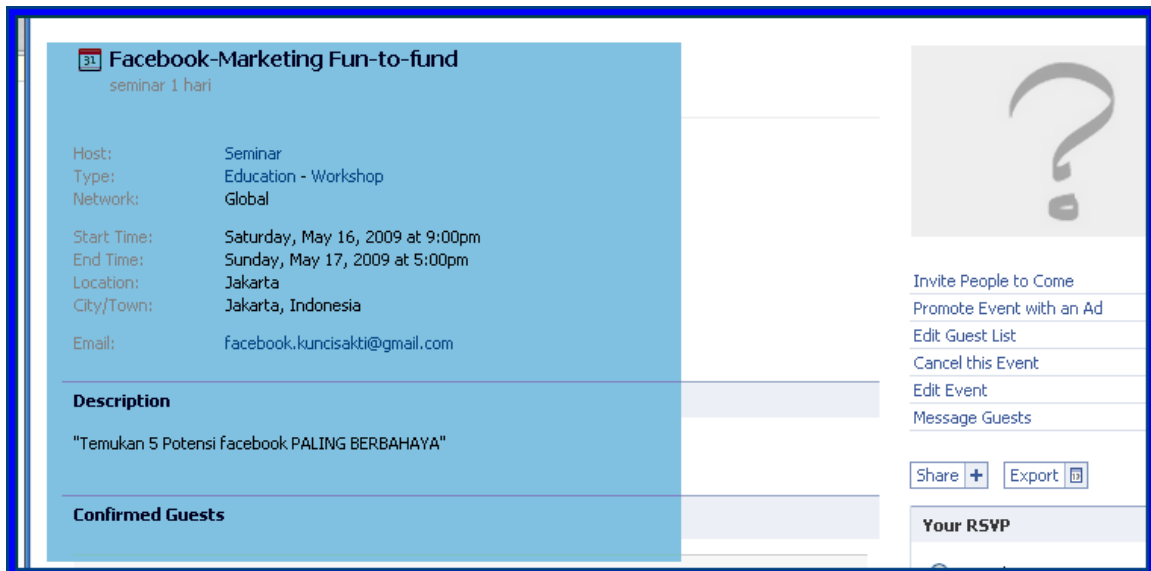 Facebook-Marketing Fun-to-fund
seminar 1 hari
Host: Seminar
Type: Education - Workshop
Network: Global
Start Time: Saturday, May 16, 2009 at 9:00pm
End Time: Sunday, May 17, 2009 at 5:00pm
Location: Jakarta
City/Town: Jakarta, Indonesia
Email: facebook.kuncisakti@gmail.com
Description
"Temukan 5 Potensi facebook PALING BERBAHAYA"
Confirmed Guests
Invite People to Come
Promote Event with an Ad
Edit Guest List
Cancel this Event
Edit Event
Message Guests
Share +
Export
Your RSVP